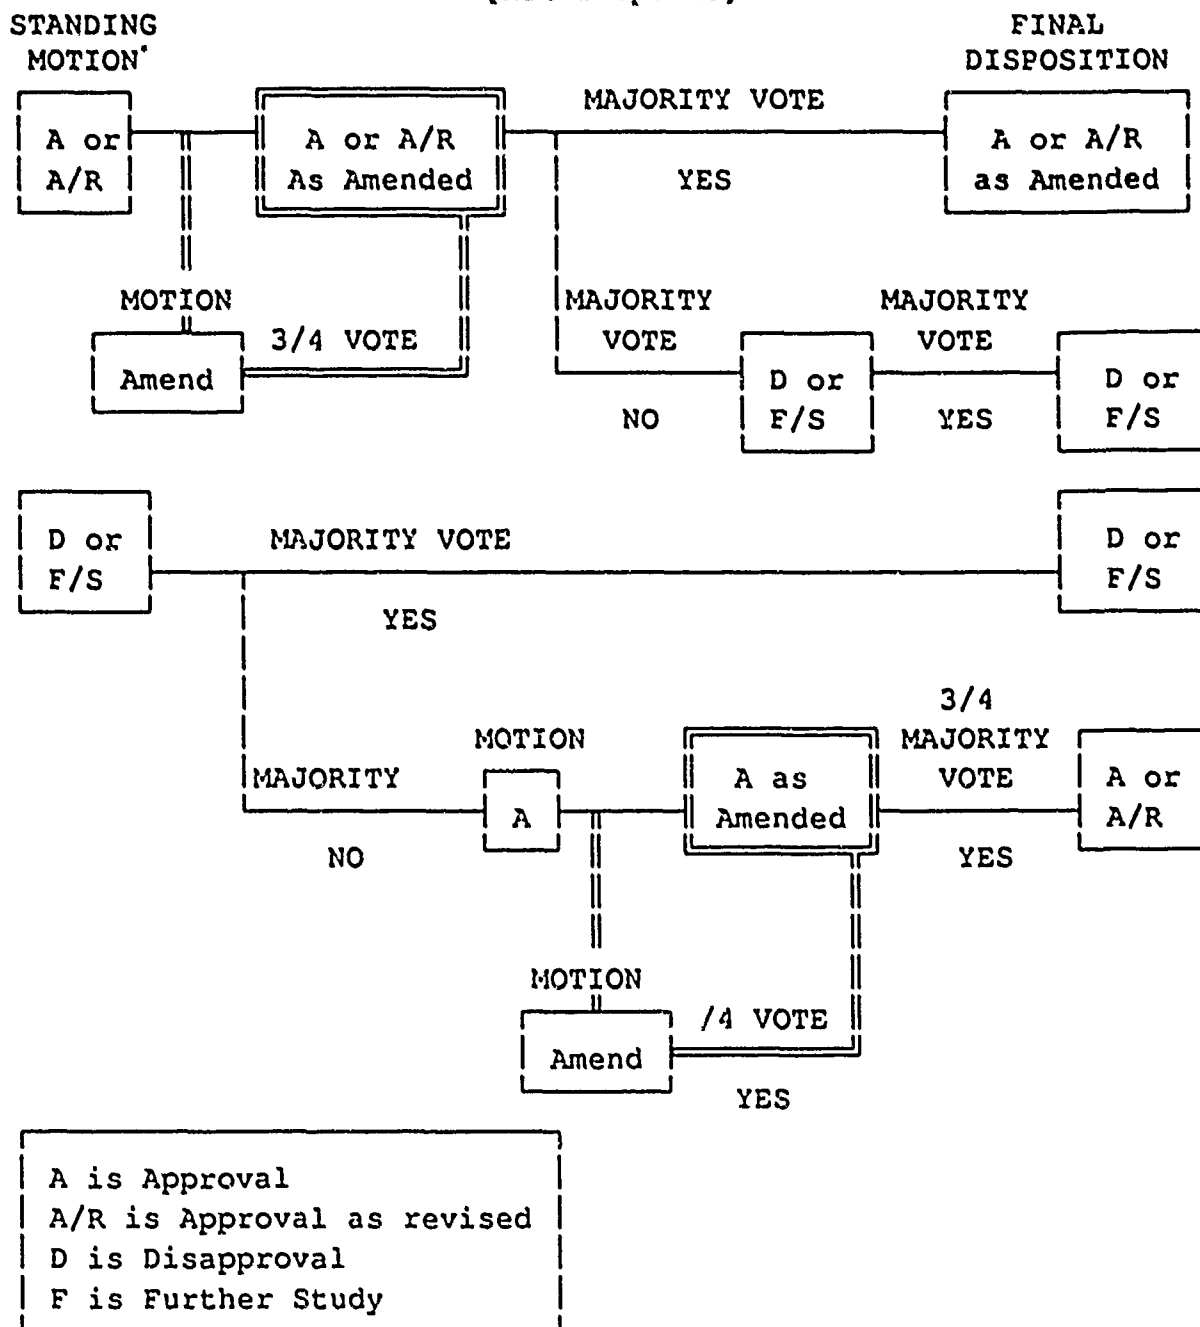 STANDING
MOTION*
FINAL
DISPOSITION
A or
A/R
A or A/R
As Amended
MAJORITY VOTE
YES
A or A/R
as Amended
MOTION
Amend
3/4 VOTE
MAJORITY
VOTE
NO
D or
F/S
MAJORITY
VOTE
YES
D or
F/S
D or
F/S
MAJORITY VOTE
YES
D or
F/S
MAJORITY
NO
MOTION
A
A as
Amended
3/4
MAJORITY
VOTE
YES
A or
A/R
MOTION
Amend
/4 VOTE
YES
A is Approval
A/R is Approval as revised
D is Disapproval
F is Further Study